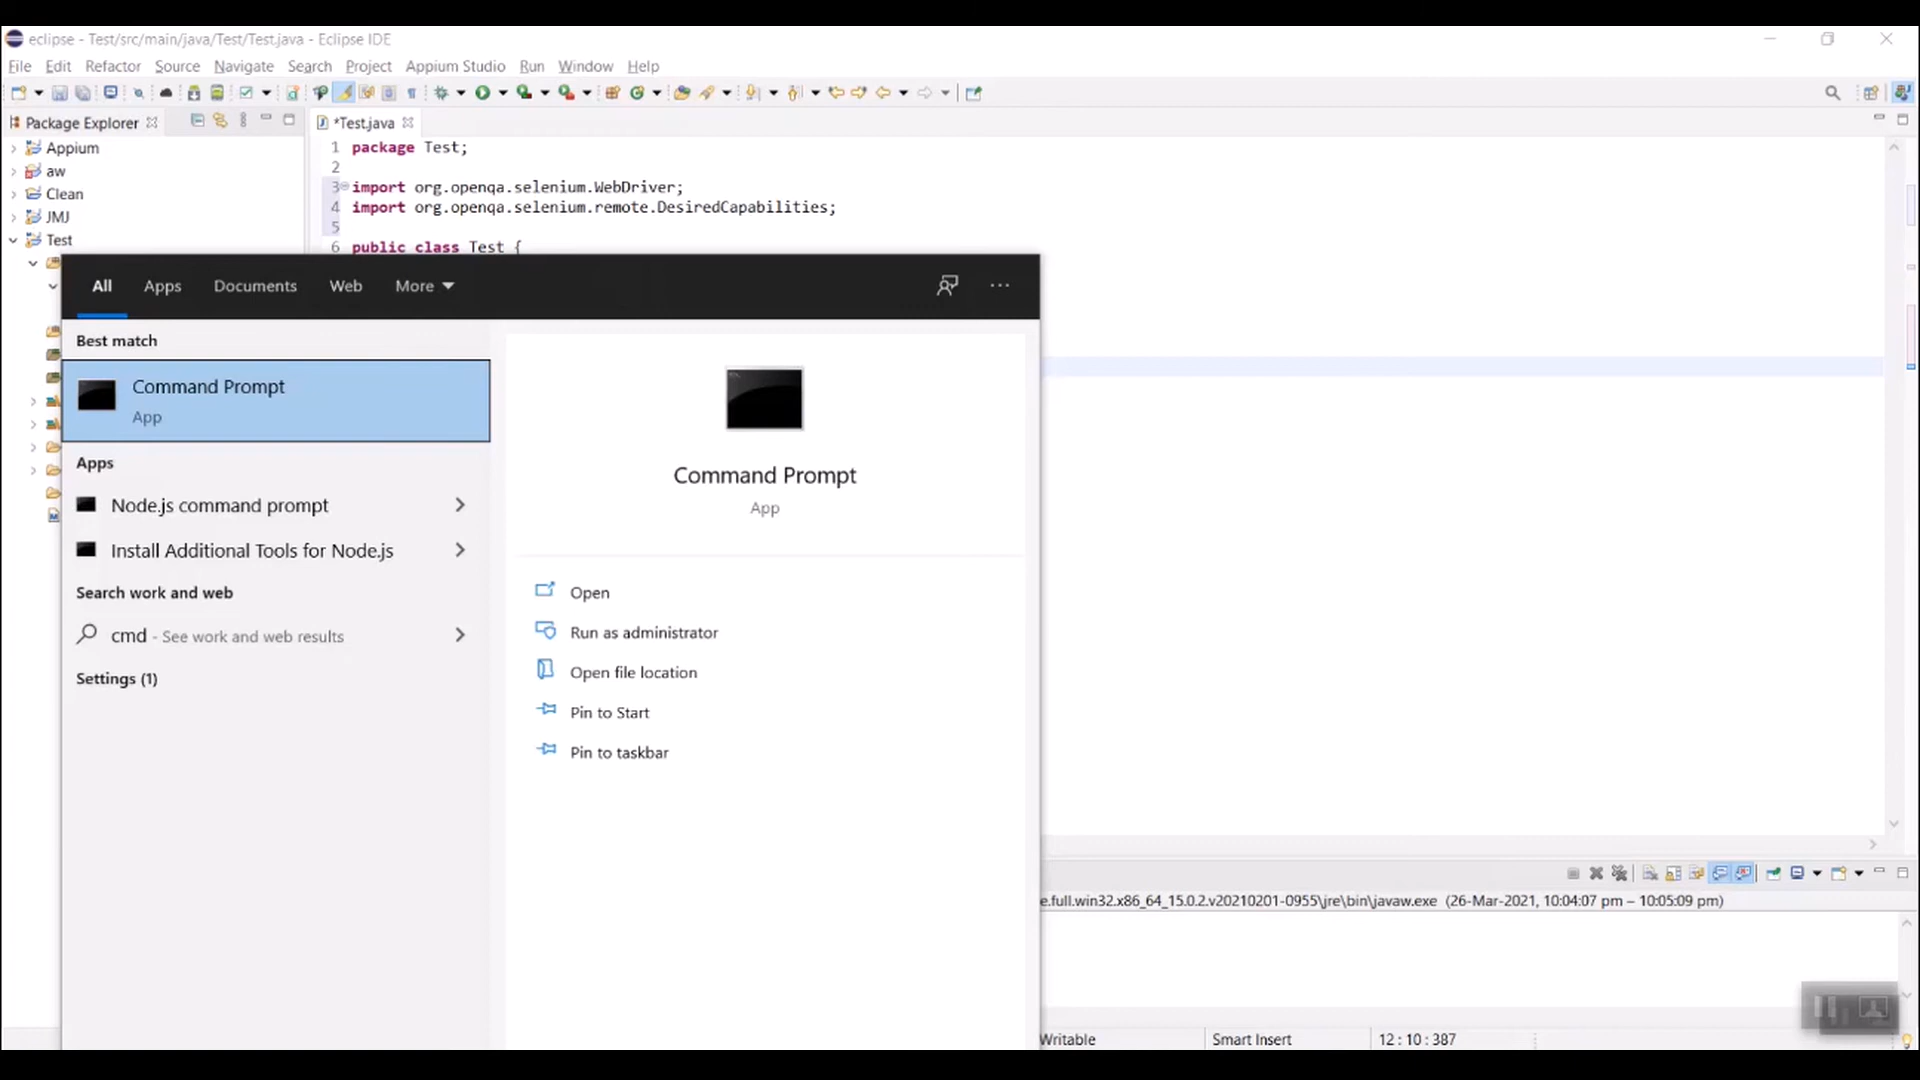 eclipse - Test/src/main/java/Test/Test.java - Eclipse IDE
File Edit Refactor Source Navigate Search Project Appium Studio Run Window Help
Package Explorer
*Test.java
Appium
aw
Clean
JMJ
Test
1 package Test;
2
3 import org.openqa.selenium.WebDriver;
4 import org.openqa.selenium.remote.DesiredCapabilities;
5
6 public class Test {
All Apps Documents Web More
Best match
Command Prompt
App
Apps
Node.js command prompt
Install Additional Tools for Node.js
Search work and web
cmd - See work and web results
Settings (1)
Command Prompt
App
Open
Run as administrator
Open file location
Pin to Start
Pin to taskbar
e.full.win32.x86_64_15.0.2.v20210201-0955\jre\bin\javaw.exe (26-Mar-2021, 10:04:07 pm – 10:05:09 pm)
Writable Smart Insert 12 : 10 : 387